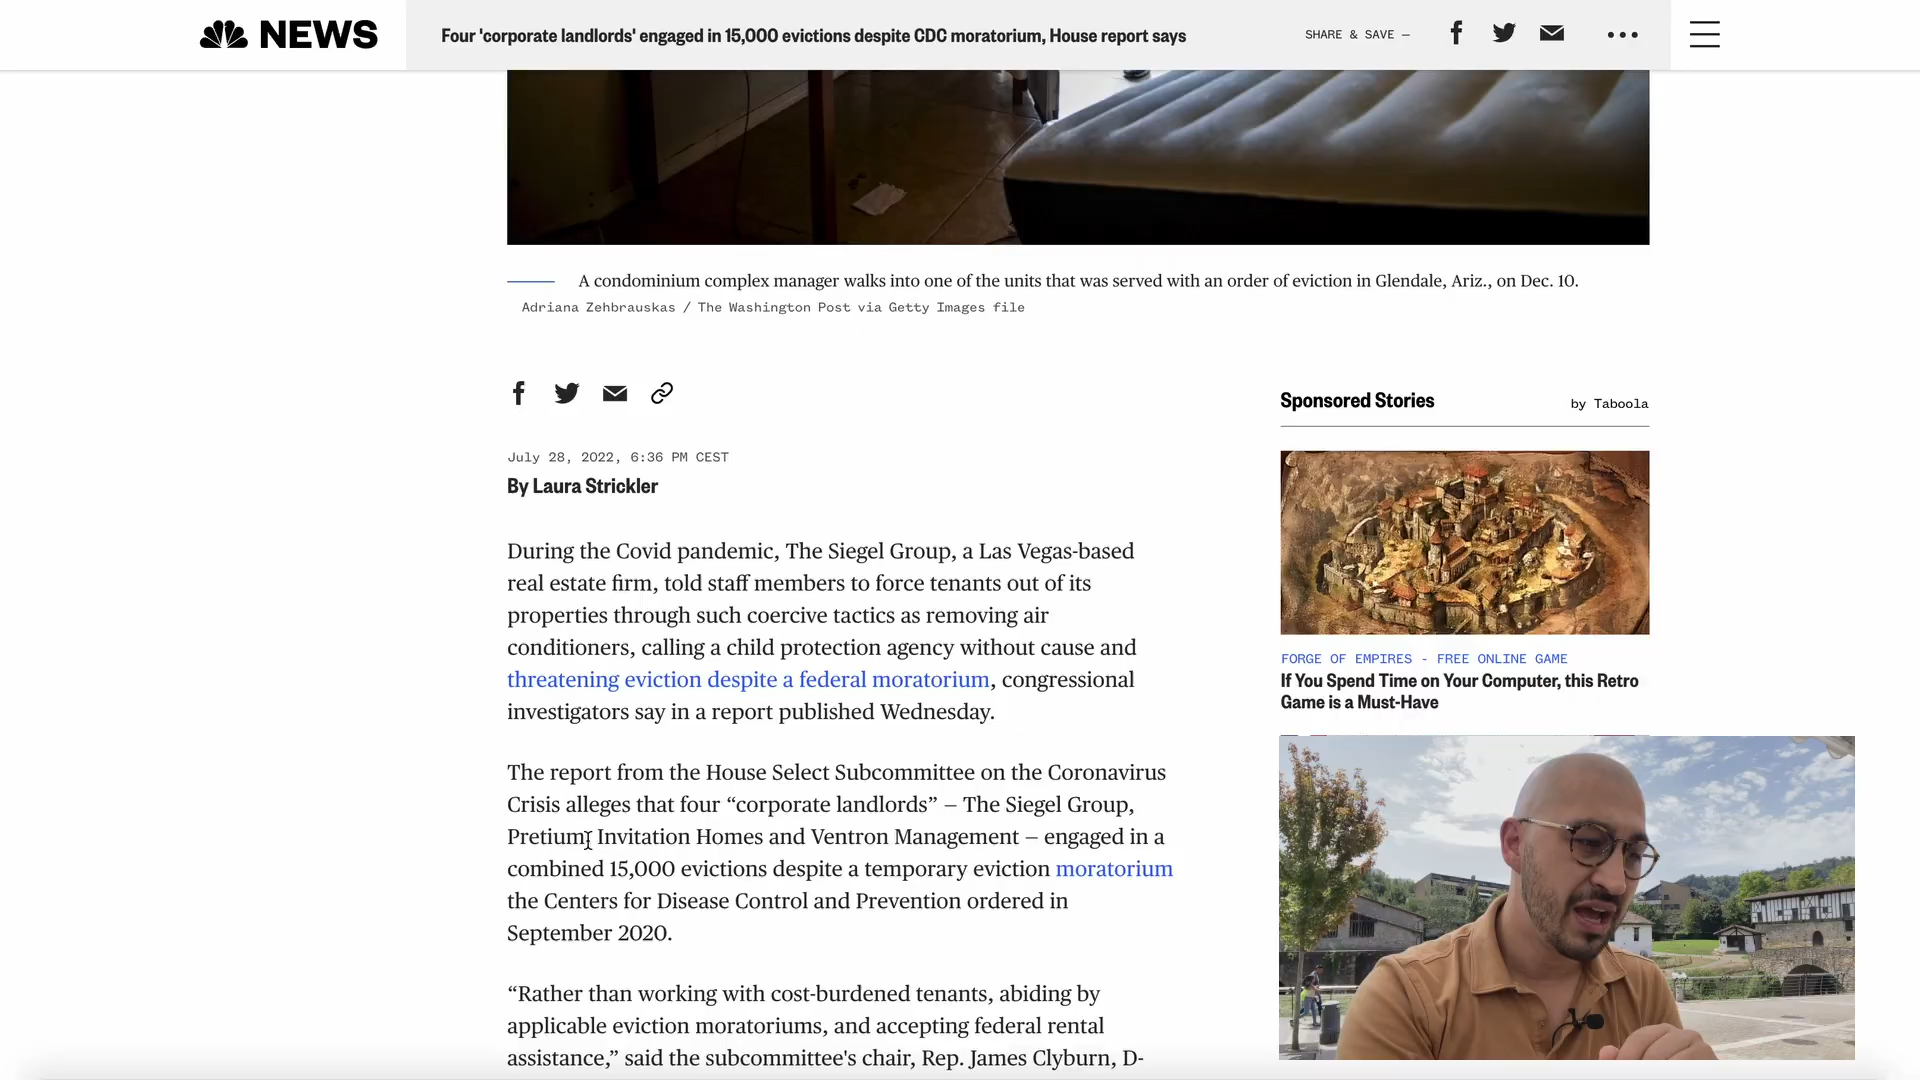 NEWS
Four 'corporate landlords' engaged in 15,000 evictions despite CDC moratorium, House report says
SHARE & SAVE —
A condominium complex manager walks into one of the units that was served with an order of eviction in Glendale, Ariz., on Dec. 10.
Adriana Zehbrauskas / The Washington Post via Getty Images file
July 28, 2022, 6:36 PM CEST
By Laura Strickler
During the Covid pandemic, The Siegel Group, a Las Vegas-based
real estate firm, told staff members to force tenants out of its
properties through such coercive tactics as removing air
conditioners, calling a child protection agency without cause and
threatening eviction despite a federal moratorium, congressional
investigators say in a report published Wednesday.
The report from the House Select Subcommittee on the Coronavirus
Crisis alleges that four “corporate landlords” — The Siegel Group,
Pretium, Invitation Homes and Ventron Management — engaged in a
combined 15,000 evictions despite a temporary eviction moratorium
the Centers for Disease Control and Prevention ordered in
September 2020.
“Rather than working with cost-burdened tenants, abiding by
applicable eviction moratoriums, and accepting federal rental
assistance,” said the subcommittee's chair, Rep. James Clyburn, D-
Sponsored Stories
by Taboola
FORGE OF EMPIRES - FREE ONLINE GAME
If You Spend Time on Your Computer, this Retro
Game is a Must-Have